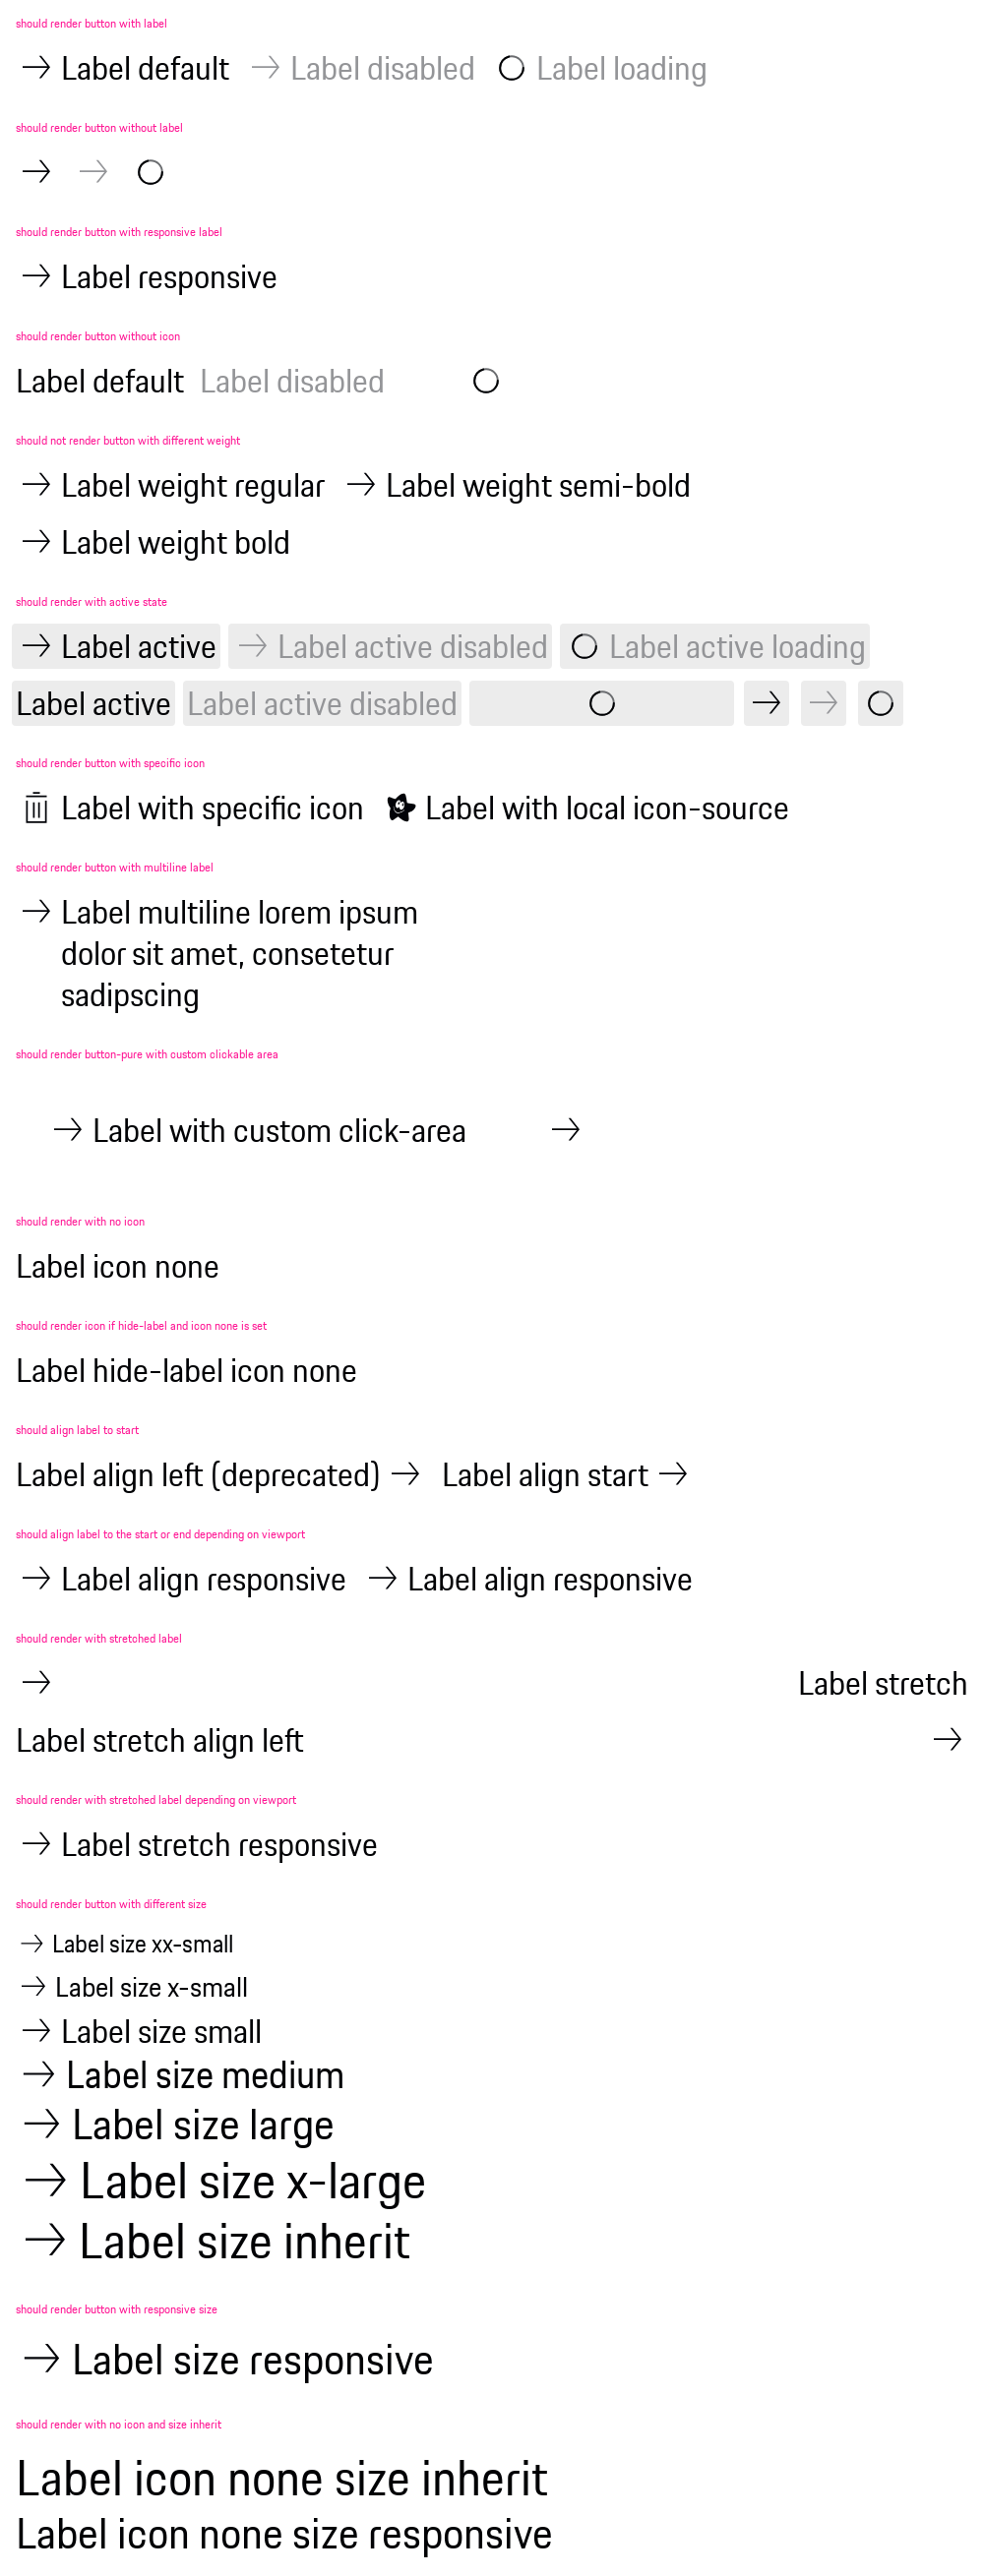 should render button with label
Label default Label disabled Label loading
should render button without label
should render button with responsive label
Label responsive
should render button without icon
Label default Label disabled
should not render button with different weight
Label weight regular Label weight semi-bold
Label weight bold
should render with active state
Label active Label active disabled Label active loading
Label active Label active disabled
should render button with specific icon
Label with specific icon Label with local icon-source
should render button with multiline label
Label multiline lorem ipsum
dolor sit amet, consetetur
sadipscing
should render button-pure with custom clickable area
Label with custom click-area
should render with no icon
Label icon none
should render icon if hide-label and icon none is set
Label hide-label icon none
should align label to start
Label align left (deprecated) Label align start
should align label to the start or end depending on viewport
Label align responsive Label align responsive
should render with stretched label
Label stretch
Label stretch align left
should render with stretched label depending on viewport
Label stretch responsive
should render button with different size
Label size xx-small
Label size x-small
Label size small
Label size medium
Label size large
Label size x-large
Label size inherit
should render button with responsive size
Label size responsive
should render with no icon and size inherit
Label icon none size inherit
Label icon none size responsive